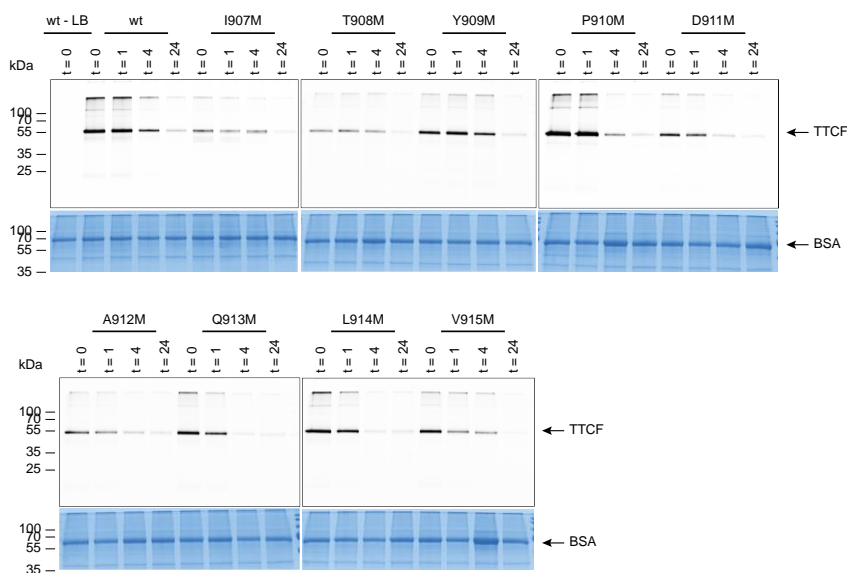 wt - LB wt I907M T908M Y909M P910M D911M
t = 0 t = 0 t = 1 t = 4 t = 24 t = 0 t = 1 t = 4 t = 24 t = 0 t = 1 t = 4 t = 24 t = 0 t = 1 t = 4 t = 24 t = 0 t = 1 t = 4 t = 24 t = 0 t = 1 t = 4 t = 24
kDa
100
70
55 TTCF
35
25
100
70 BSA
55
35
A912M Q913M L914M V915M
t = 0 t = 1 t = 4 t = 24 t = 0 t = 1 t = 4 t = 24 t = 0 t = 1 t = 4 t = 24 t = 0 t = 1 t = 4 t = 24
kDa
100
70
55 TTCF
35
25
100
70
55 BSA
35